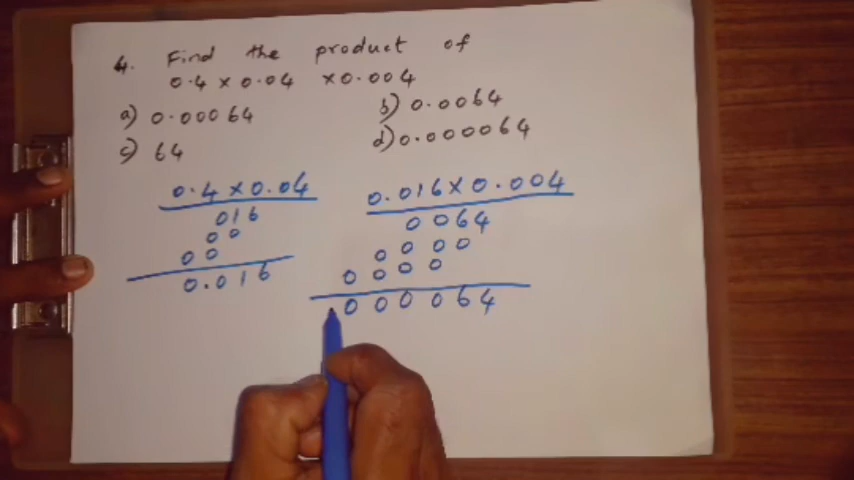 4. Find the product of
0.4 × 0.04 × 0.004
a) 0.00064 b) 0.0064
c) 64 d) 0.000064
0.4 × 0.04
016
00
00
0.016
0.016 × 0.004
0064
0000
0000
000064